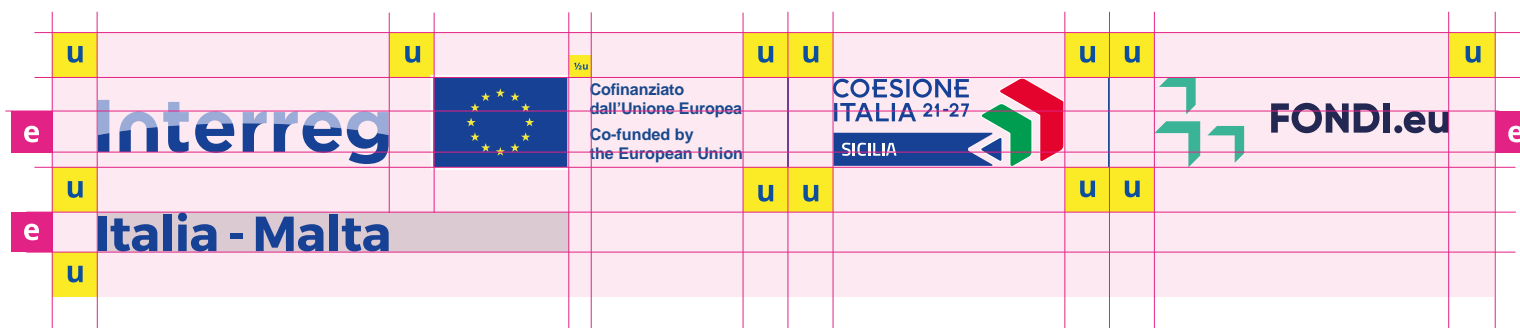 u u u u u u u
½u
Interreg
Cofinanziato
dall'Unione Europea
Co-funded by
the European Union
COESIONE
ITALIA 21-27
SICILIA
FONDI.eu
e e
u u u u u
e
Italia - Malta
u